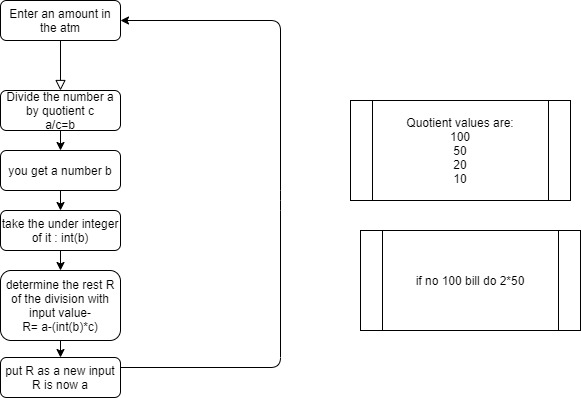 Enter an amount in
the atm
Divide the number a
by quotient c
a/c=b
you get a number b
take the under integer
of it : int(b)
determine the rest R
of the division with
input value-
R= a-(int(b)*c)
put R as a new input
R is now a
Quotient values are:
100
50
20
10
if no 100 bill do 2*50